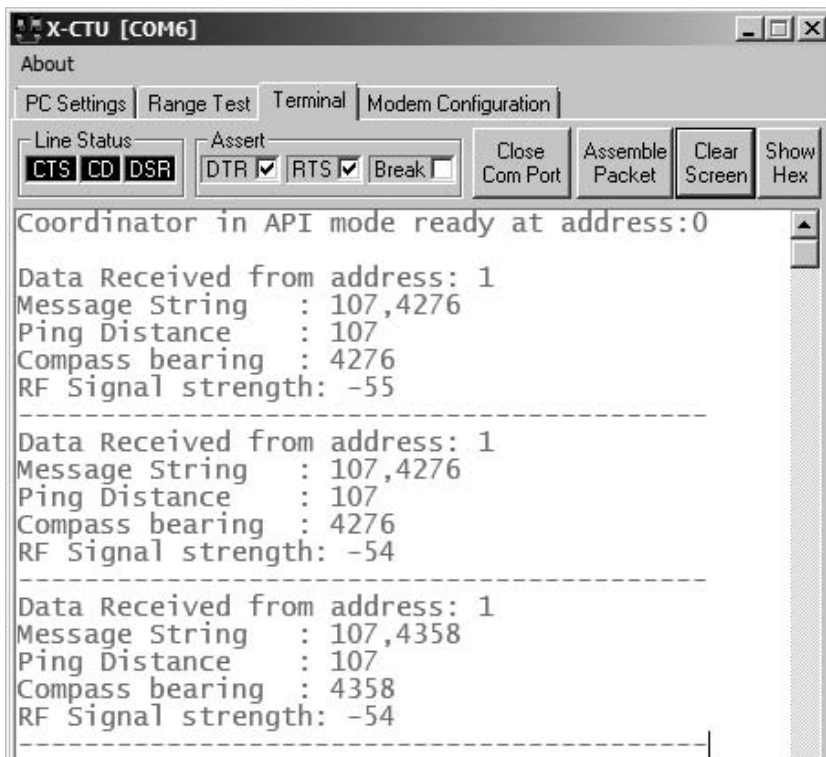 X-CTU [COM6]
About
PC Settings Range Test Terminal Modem Configuration
Line Status Assert
CTS CD DSR DTR RTS Break Close Com Port Assemble Packet Clear Screen Show Hex
Coordinator in API mode ready at address:0
Data Received from address: 1
Message String   : 107,4276
Ping Distance    : 107
Compass bearing  : 4276
RF Signal strength: -55
------------------------------------------
Data Received from address: 1
Message String   : 107,4276
Ping Distance    : 107
Compass bearing  : 4276
RF Signal strength: -54
------------------------------------------
Data Received from address: 1
Message String   : 107,4358
Ping Distance    : 107
Compass bearing  : 4358
RF Signal strength: -54
------------------------------------------